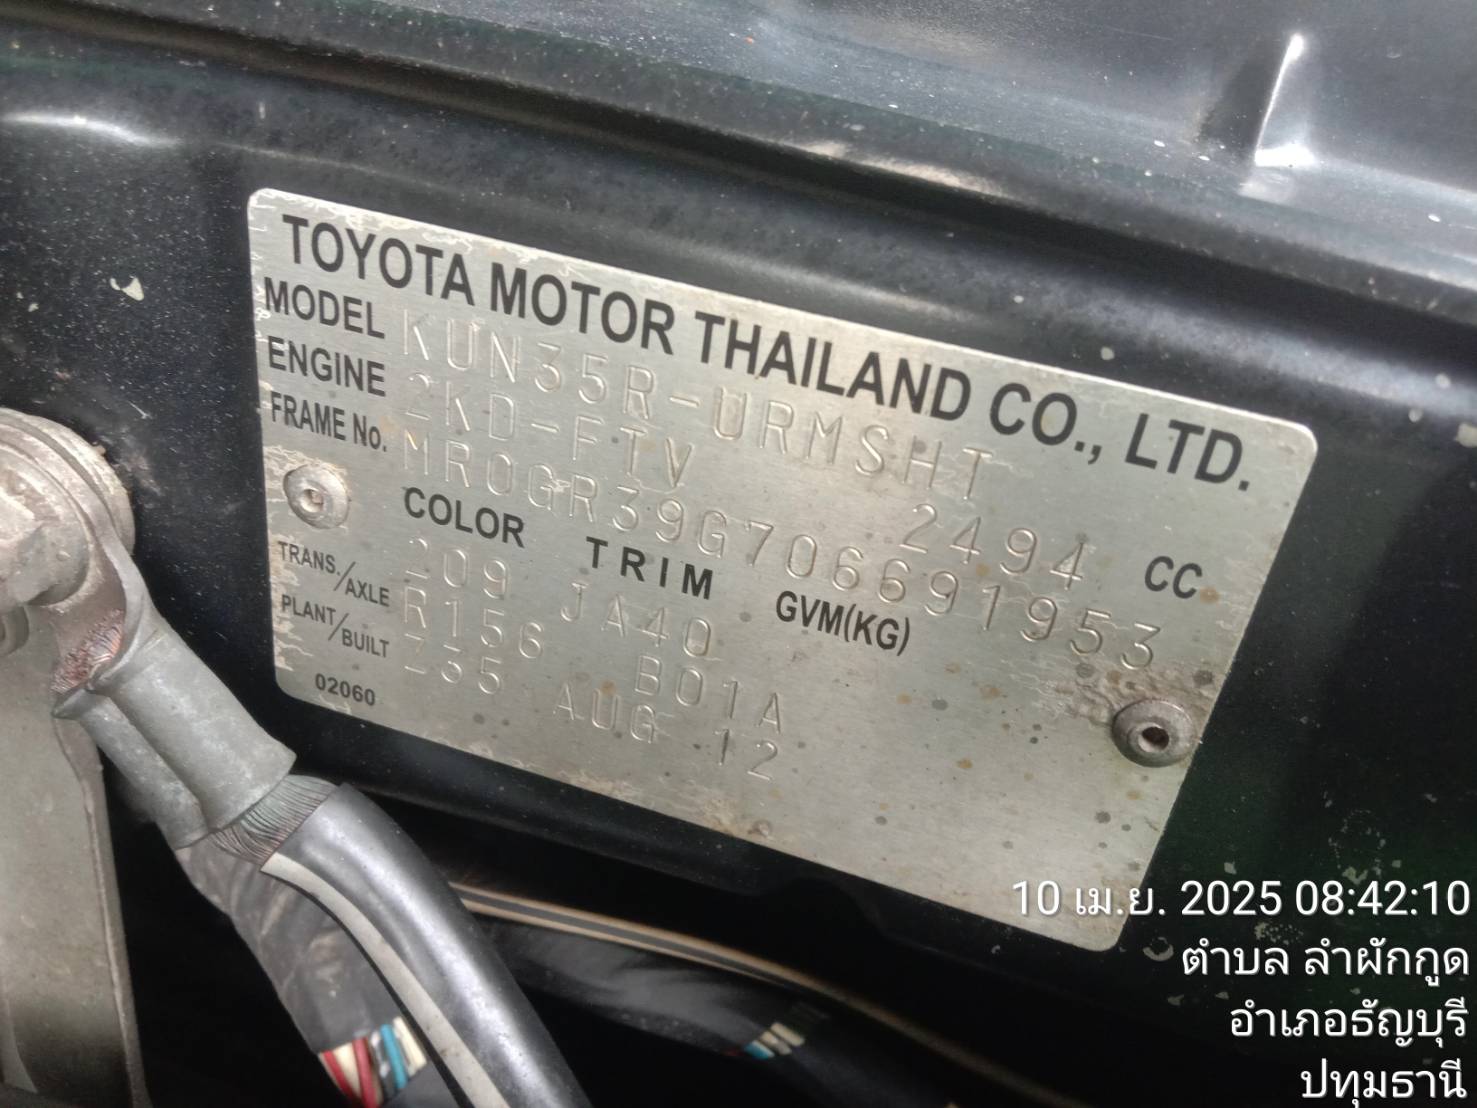 TOYOTA MOTOR THAILAND CO., LTD.
MODEL KUN35R-URMSHT
ENGINE 2KD-FTV 2494 CC
FRAME No. MR0GR39G706691953
COLOR TRIM GVM(KG)
209 JA40
TRANS./AXLE R156 B01A
PLANT/BUILT Z35 AUG 12
02060
10 เม.ย. 2025 08:42:10
ตำบล ลำผักกูด
อำเภอธัญบุรี
ปทุมธานี